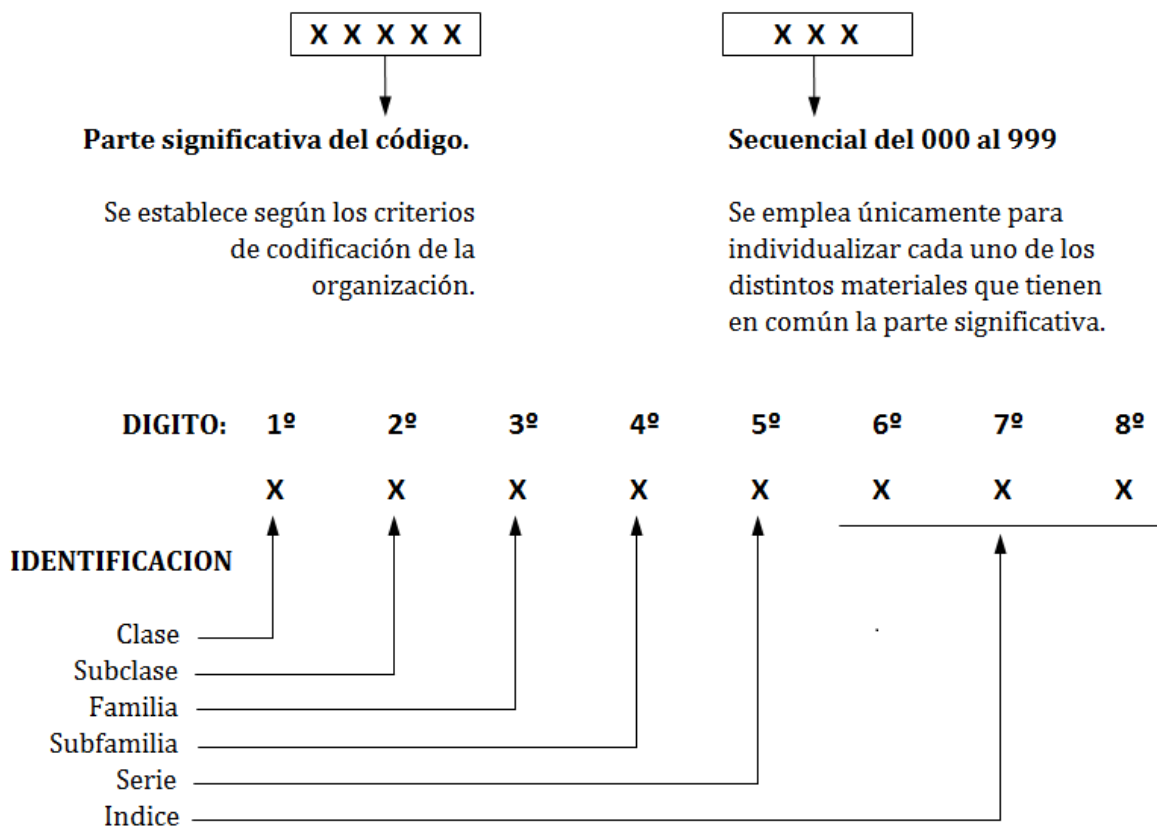 X X X X X
X X X
Parte significativa del código.
Secuencial del 000 al 999
Se establece según los criterios
de codificación de la
organización.
Se emplea únicamente para
individualizar cada uno de los
distintos materiales que tienen
en común la parte significativa.
DIGITO: 1º 2º 3º 4º 5º 6º 7º 8º
X X X X X X X X
IDENTIFICACION
Clase
Subclase
Familia
Subfamilia
Serie
Indice